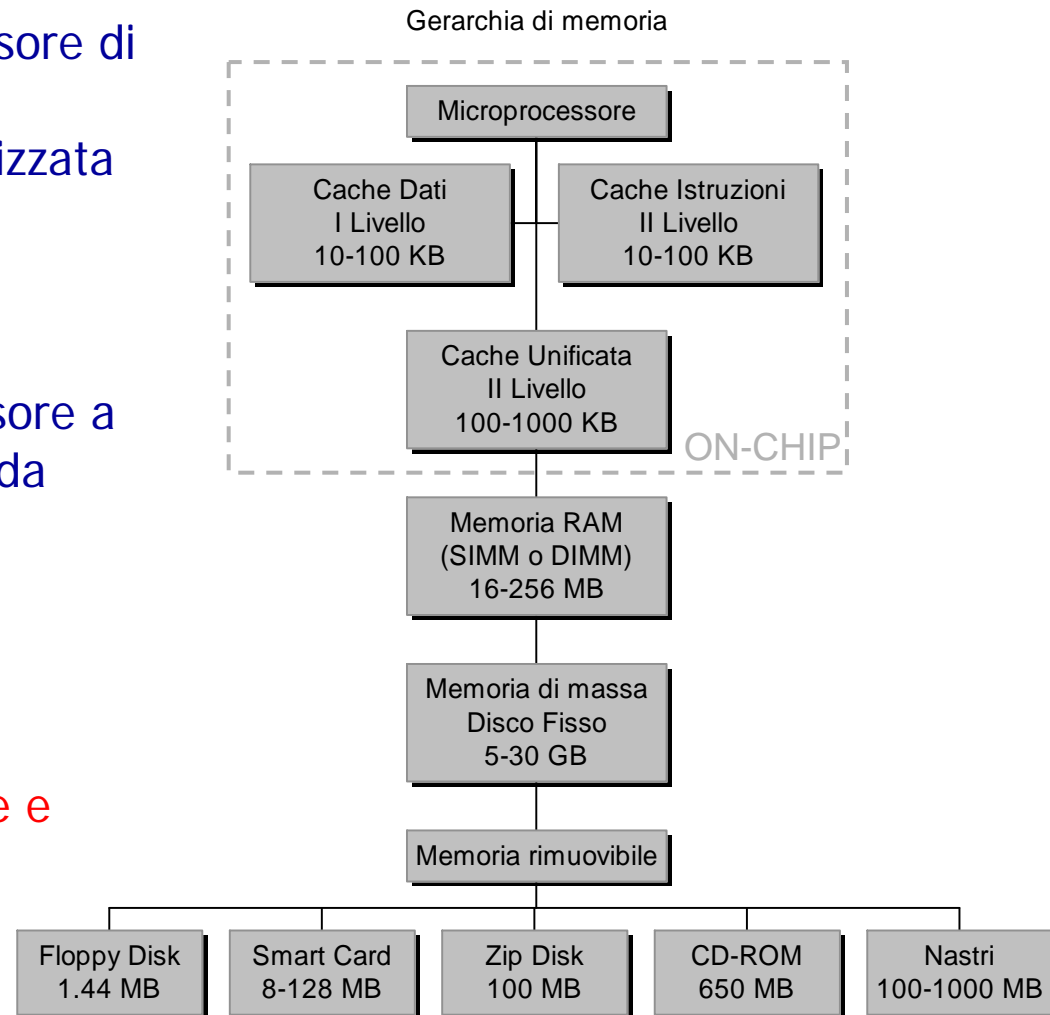 Gerarchia di memoria
sore di
izzata
sore a
da
e e
Microprocessore
Cache Dati
I Livello
10-100 KB
Cache Istruzioni
II Livello
10-100 KB
Cache Unificata
II Livello
100-1000 KB
ON-CHIP
Memoria RAM
(SIMM o DIMM)
16-256 MB
Memoria di massa
Disco Fisso
5-30 GB
Memoria rimuovibile
Floppy Disk
1.44 MB
Smart Card
8-128 MB
Zip Disk
100 MB
CD-ROM
650 MB
Nastri
100-1000 MB